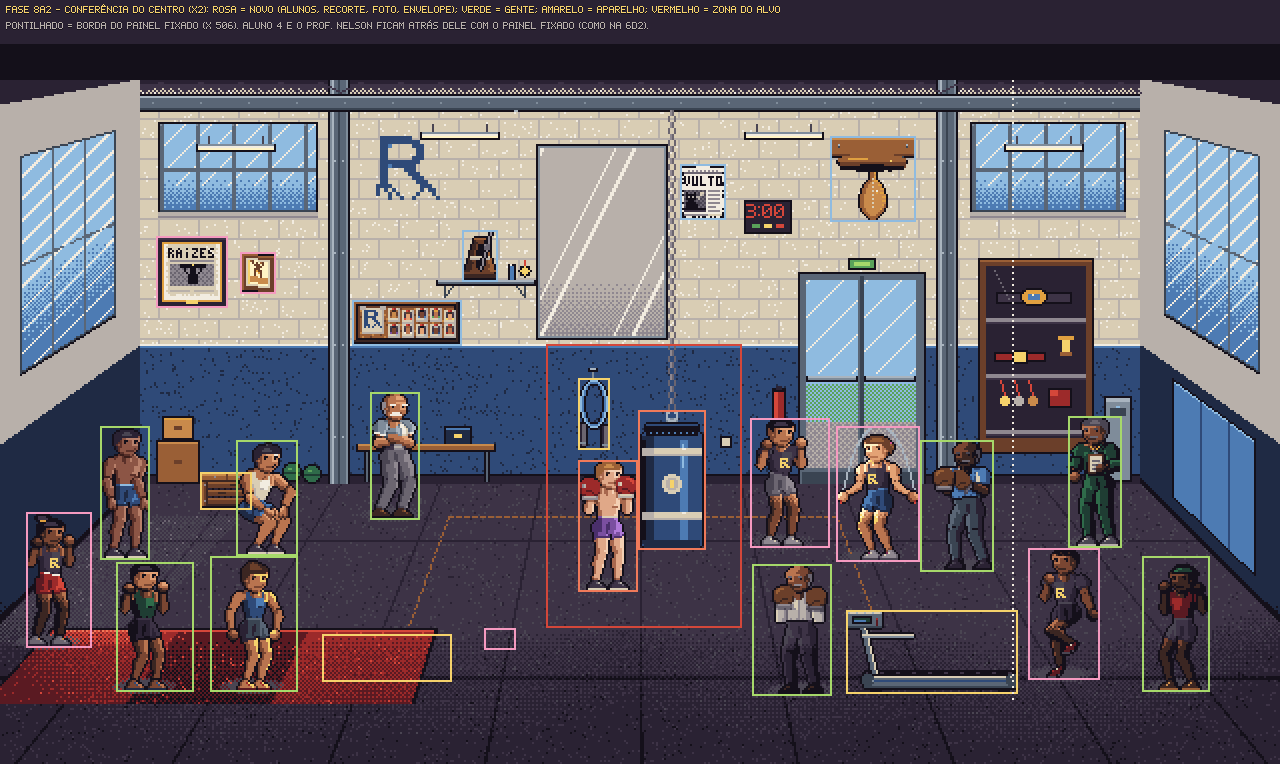 FASE 8A2 - CONFERÊNCIA DO CENTRO (X2): ROSA = NOVO (ALUNOS, RECORTE, FOTO, ENVELOPE); VERDE = GENTE; AMARELO = APARELHO; VERMELHO = ZONA DO ALVO
PONTILHADO = BORDA DO PAINEL FIXADO (X 506). ALUNO 4 E O PROF. NELSON FICAM ATRÁS DELE COM O PAINEL FIXADO (COMO NA 6D2).
R
VULTO
3:00
RAÍZES
R
R
R
R
R